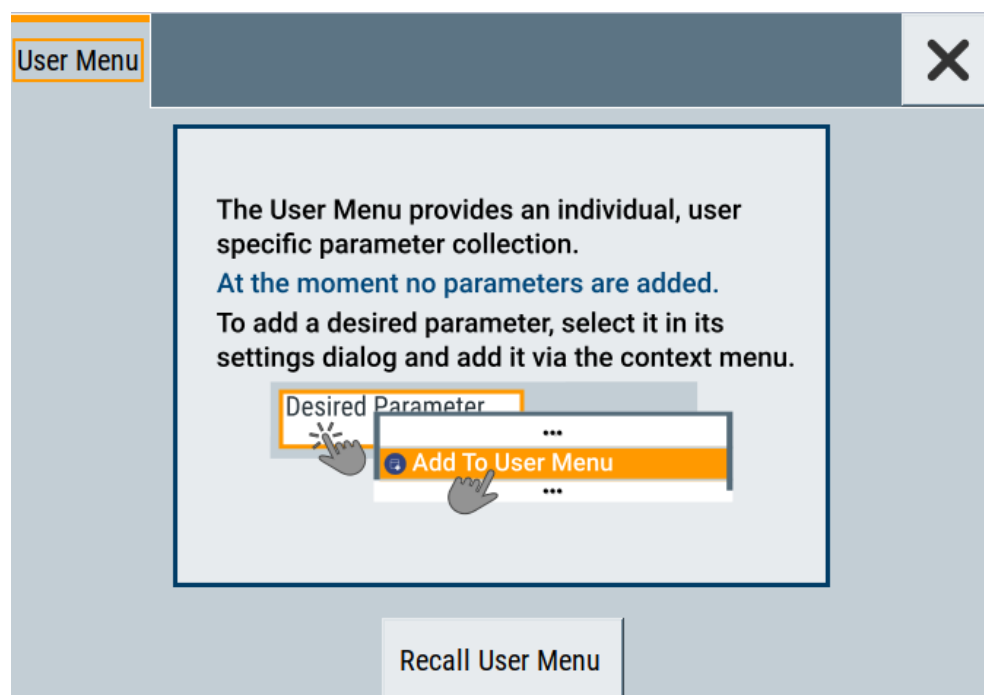 User Menu
The User Menu provides an individual, user
specific parameter collection.
At the moment no parameters are added.
To add a desired parameter, select it in its
settings dialog and add it via the context menu.
Desired Parameter
...
Add To User Menu
...
Recall User Menu